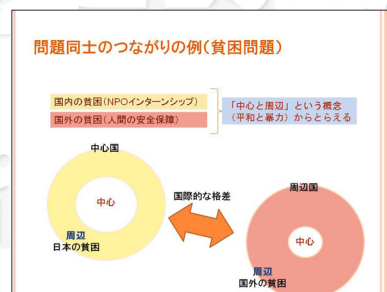 問題同士のつながりの例(貧困問題)
国内の貧困(NPOインターンシップ)
国外の貧困(人間の安全保障)
「中心と周辺」という概念
(平和と暴力)からとらえる
中心国
中心
周辺
日本の貧困
国際的な格差
周辺国
中心
周辺
国外の貧困